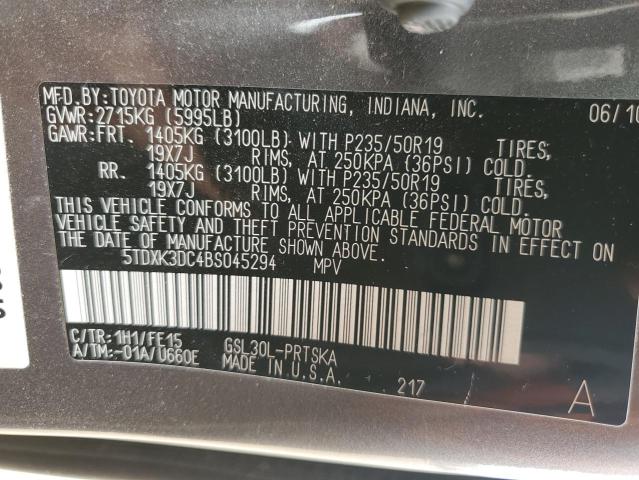 MFD.BY:TOYOTA MOTOR MANUFACTURING, INDIANA, INC. 06/10
GVWR:2715KG (5995LB)
GAWR:FRT. 1405KG (3100LB) WITH P235/50R19 TIRES,
19X7J RIMS, AT 250KPA (36PSI) COLD.
RR. 1405KG (3100LB) WITH P235/50R19 TIRES,
19X7J RIMS, AT 250KPA (36PSI) COLD.
THIS VEHICLE CONFORMS TO ALL APPLICABLE FEDERAL MOTOR
VEHICLE SAFETY AND THEFT PREVENTION STANDARDS IN EFFECT ON
THE DATE OF MANUFACTURE SHOWN ABOVE.
5TDXK3DC4BS045294 MPV
C/TR:1H1/FE15 GSL30L-PRTSKA
A/TM:-01A/U660E MADE IN U.S.A. 217 A